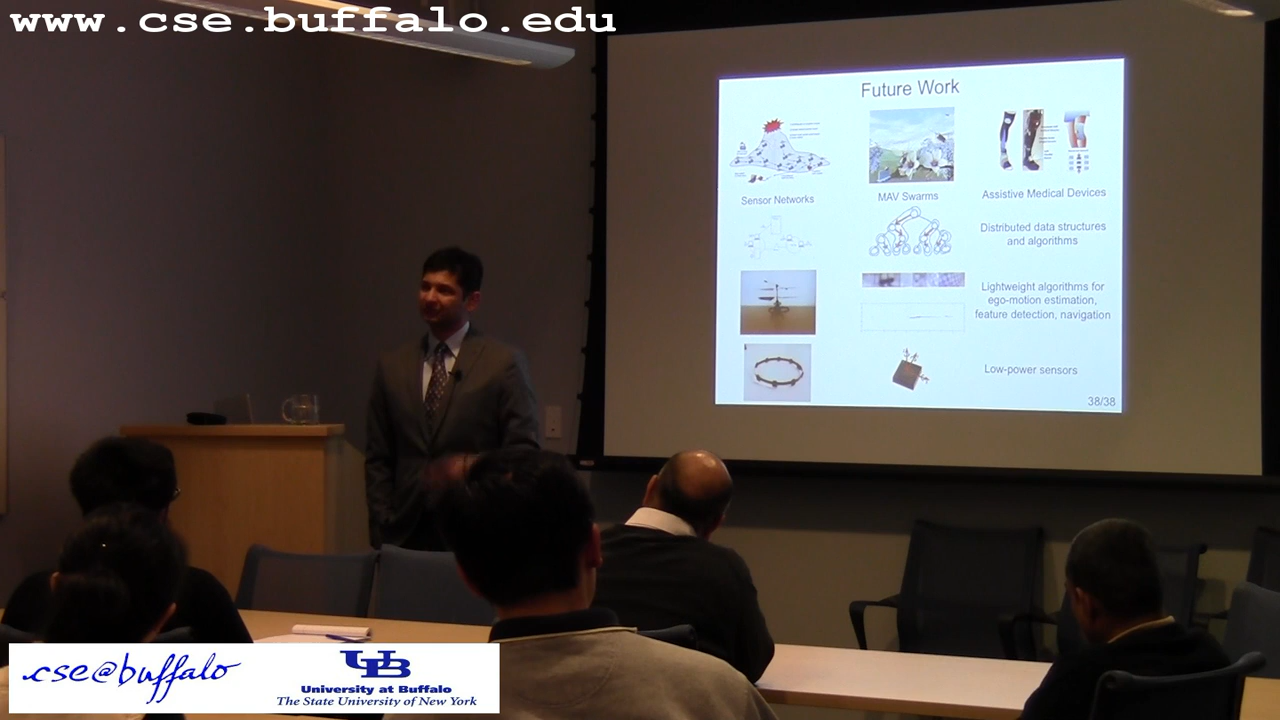 www.cse.buffalo.edu
Future Work
Sensor Networks
MAV Swarms
Assistive Medical Devices
Distributed data structures
and algorithms
Lightweight algorithms for
ego-motion estimation,
feature detection, navigation
Low-power sensors
38/38
cse@buffalo
UB
University at Buffalo
The State University of New York